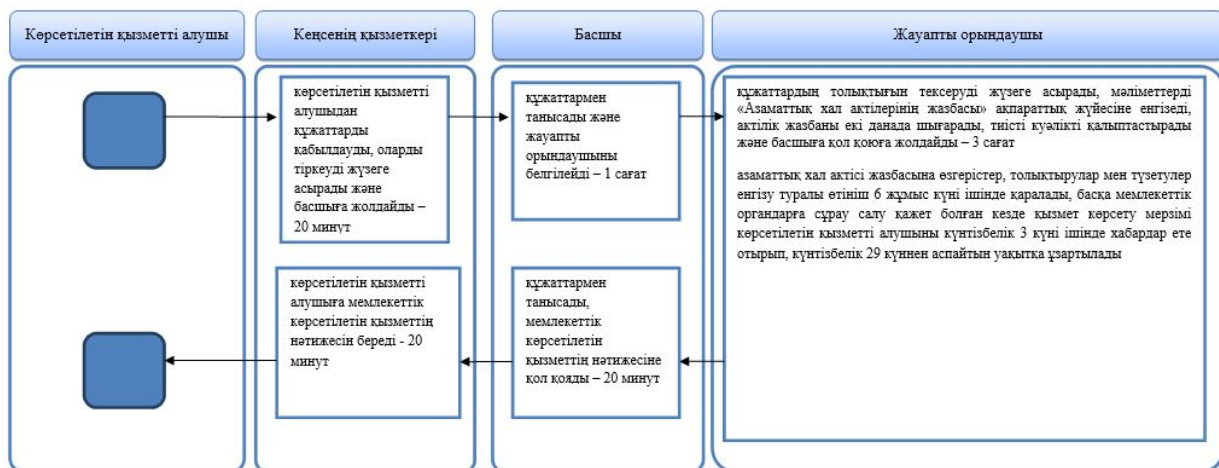 Көрсетілетін қызметті алушы
Кеңсенің қызметкері
Басшы
Жауапты орындаушы
көрсетілетін қызметті
алушыдан
құжаттарды
қабылдауды, оларды
тіркеуді жүзеге
асырады және
басшыға жолдайды –
20 минут
құжаттармен
танысады және
жауапты
орындаушыны
белгілейді – 1 сағат
құжаттардың толықтығын тексеруді жүзеге асырады, мәліметтерді
«Азаматтық хал актілерінің жазбасы» ақпараттық жүйесіне енгізеді,
актілік жазбаны екі данада шығарады, тиісті куәлікті қалыптастырады
және басшыға қол қоюға жолдайды – 3 сағат
азаматтық хал актісі жазбасына өзгерістер, толықтырулар мен түзетулер
енгізу туралы өтініш 6 жұмыс күні ішінде қаралады, басқа мемлекеттік
органдарға сұрау салу қажет болған кезде қызмет көрсету мерзімі
көрсетілетін қызметті алушыны күнтізбелік 3 күні ішінде хабардар ете
отырып, күнтізбелік 29 күннен аспайтын уақытқа ұзартылады
көрсетілетін қызметті
алушыға мемлекеттік
көрсетілетін қызметтің
нәтижесін береді - 20
минут
құжаттармен
танысады,
мемлекеттік
көрсетілетін
қызметтің нәтижесіне
қол қояды – 20 минут